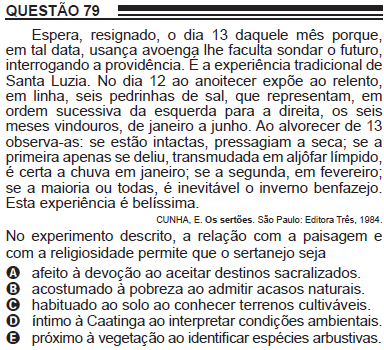 QUESTÃO 79
Espera, resignado, o dia 13 daquele mês porque,
em tal data, usança avoenga lhe faculta sondar o futuro,
interrogando a providência. É a experiência tradicional de
Santa Luzia. No dia 12 ao anoitecer expõe ao relento,
em linha, seis pedrinhas de sal, que representam, em
ordem sucessiva da esquerda para a direita, os seis
meses vindouros, de janeiro a junho. Ao alvorecer de 13
observa-as: se estão intactas, pressagiam a seca; se a
primeira apenas se deliu, transmudada em aljôfar límpido,
é certa a chuva em janeiro; se a segunda, em fevereiro;
se a maioria ou todas, é inevitável o inverno benfazejo.
Esta experiência é belíssima.
CUNHA, E. Os sertões. São Paulo: Editora Três, 1984.
No experimento descrito, a relação com a paisagem e
com a religiosidade permite que o sertanejo seja
A afeito à devoção ao aceitar destinos sacralizados.
B acostumado à pobreza ao admitir acasos naturais.
C habituado ao solo ao conhecer terrenos cultiváveis.
D íntimo à Caatinga ao interpretar condições ambientais.
E próximo à vegetação ao identificar espécies arbustivas.